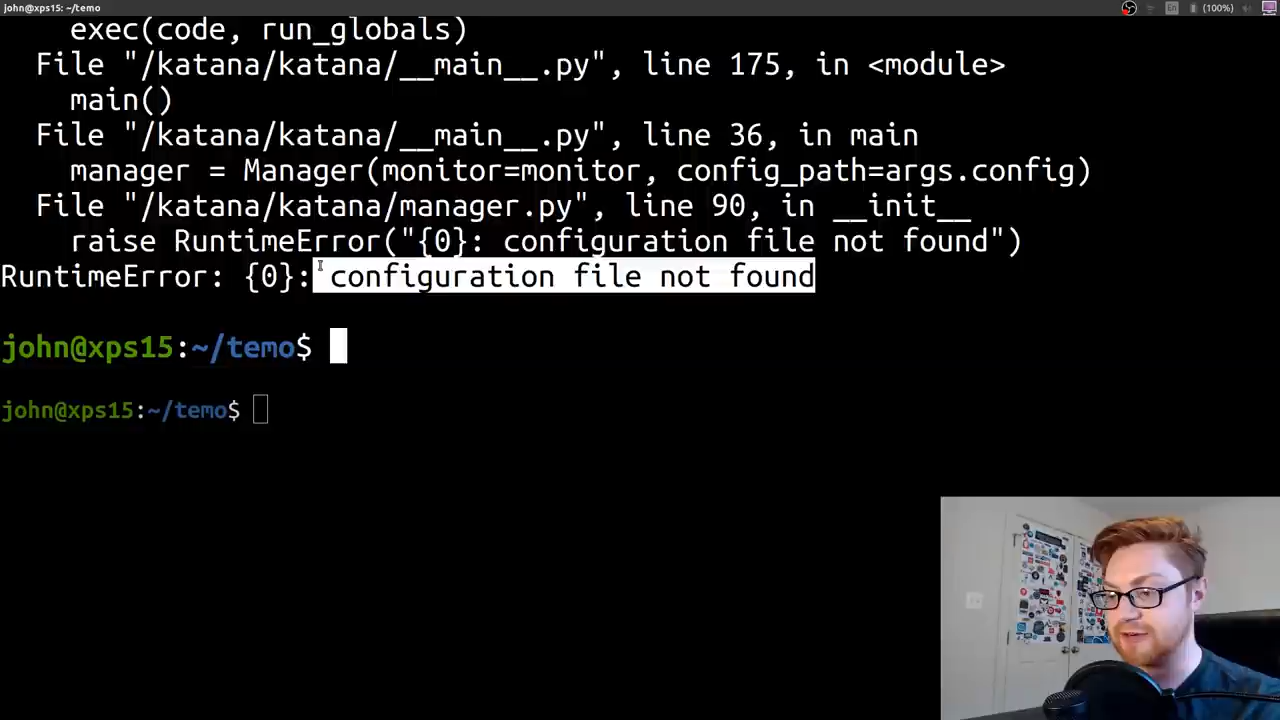 john@xps15: ~/temo
En
(100%)
exec(code, run_globals)
File "/katana/katana/__main__.py", line 175, in <module>
main()
File "/katana/katana/__main__.py", line 36, in main
manager = Manager(monitor=monitor, config_path=args.config)
File "/katana/katana/manager.py", line 90, in __init__
raise RuntimeError("{0}: configuration file not found")
RuntimeError: {0}: configuration file not found
john@xps15:~/temo$
john@xps15:~/temo$